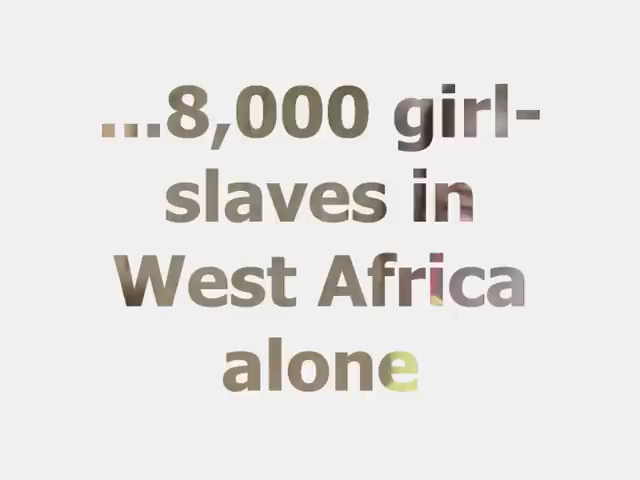 ...8,000 girl-
slaves in
West Africa
alone